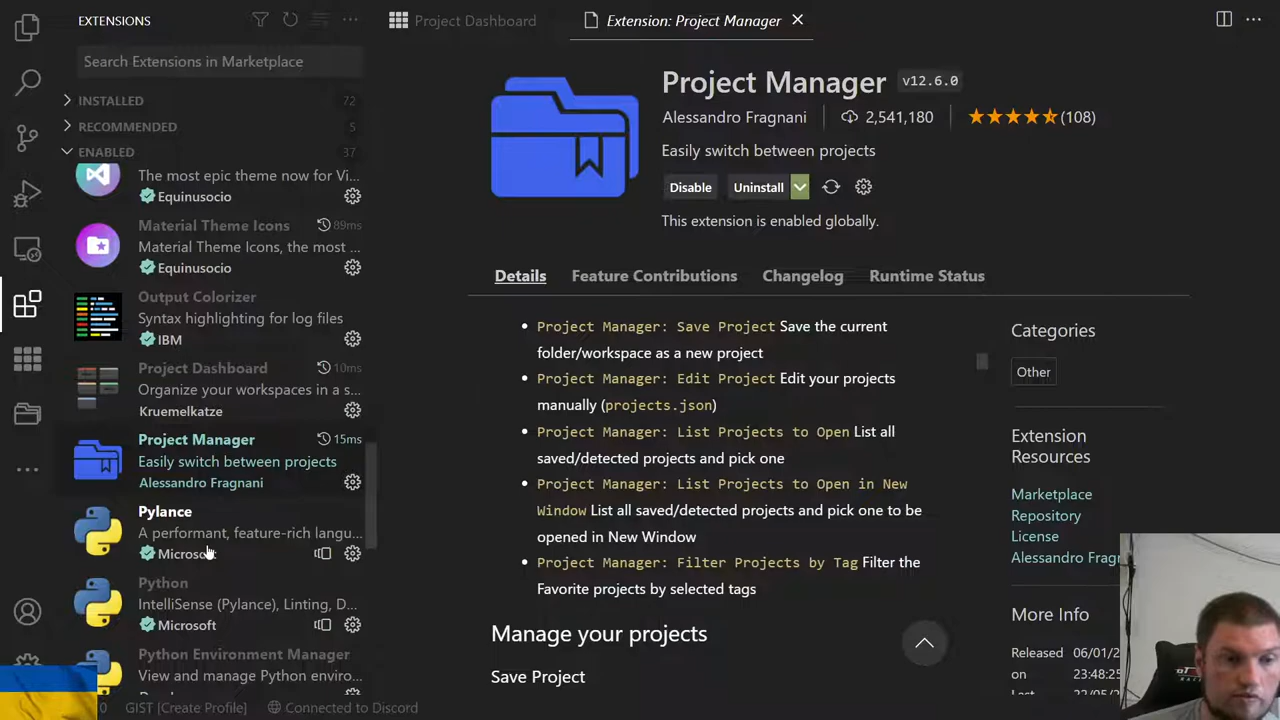 EXTENSIONS
Search Extensions in Marketplace
INSTALLED 72
RECOMMENDED 5
ENABLED 37
The most epic theme now for Vi...
Equinusocio
Material Theme Icons 89ms
Material Theme Icons, the most ...
Equinusocio
Output Colorizer
Syntax highlighting for log files
IBM
Project Dashboard 10ms
Organize your workspaces in a s...
Kruemelkatze
Project Manager 15ms
Easily switch between projects
Alessandro Fragnani
Pylance
A performant, feature-rich langu...
Microsoft
Python
IntelliSense (Pylance), Linting, D...
Microsoft
Python Environment Manager
View and manage Python enviro...
0 GIST [Create Profile] Connected to Discord
Project Dashboard Extension: Project Manager
Project Manager v12.6.0
Alessandro Fragnani 2,541,180 (108)
Easily switch between projects
Disable Uninstall
This extension is enabled globally.
Details Feature Contributions Changelog Runtime Status
Project Manager: Save Project Save the current
folder/workspace as a new project
Project Manager: Edit Project Edit your projects
manually (projects.json)
Project Manager: List Projects to Open List all
saved/detected projects and pick one
Project Manager: List Projects to Open in New
Window List all saved/detected projects and pick one to be
opened in New Window
Project Manager: Filter Projects by Tag Filter the
Favorite projects by selected tags
Manage your projects
Save Project
Categories
Other
Extension
Resources
Marketplace
Repository
License
Alessandro Fragn
More Info
Released 06/01/2
on 23:48:25